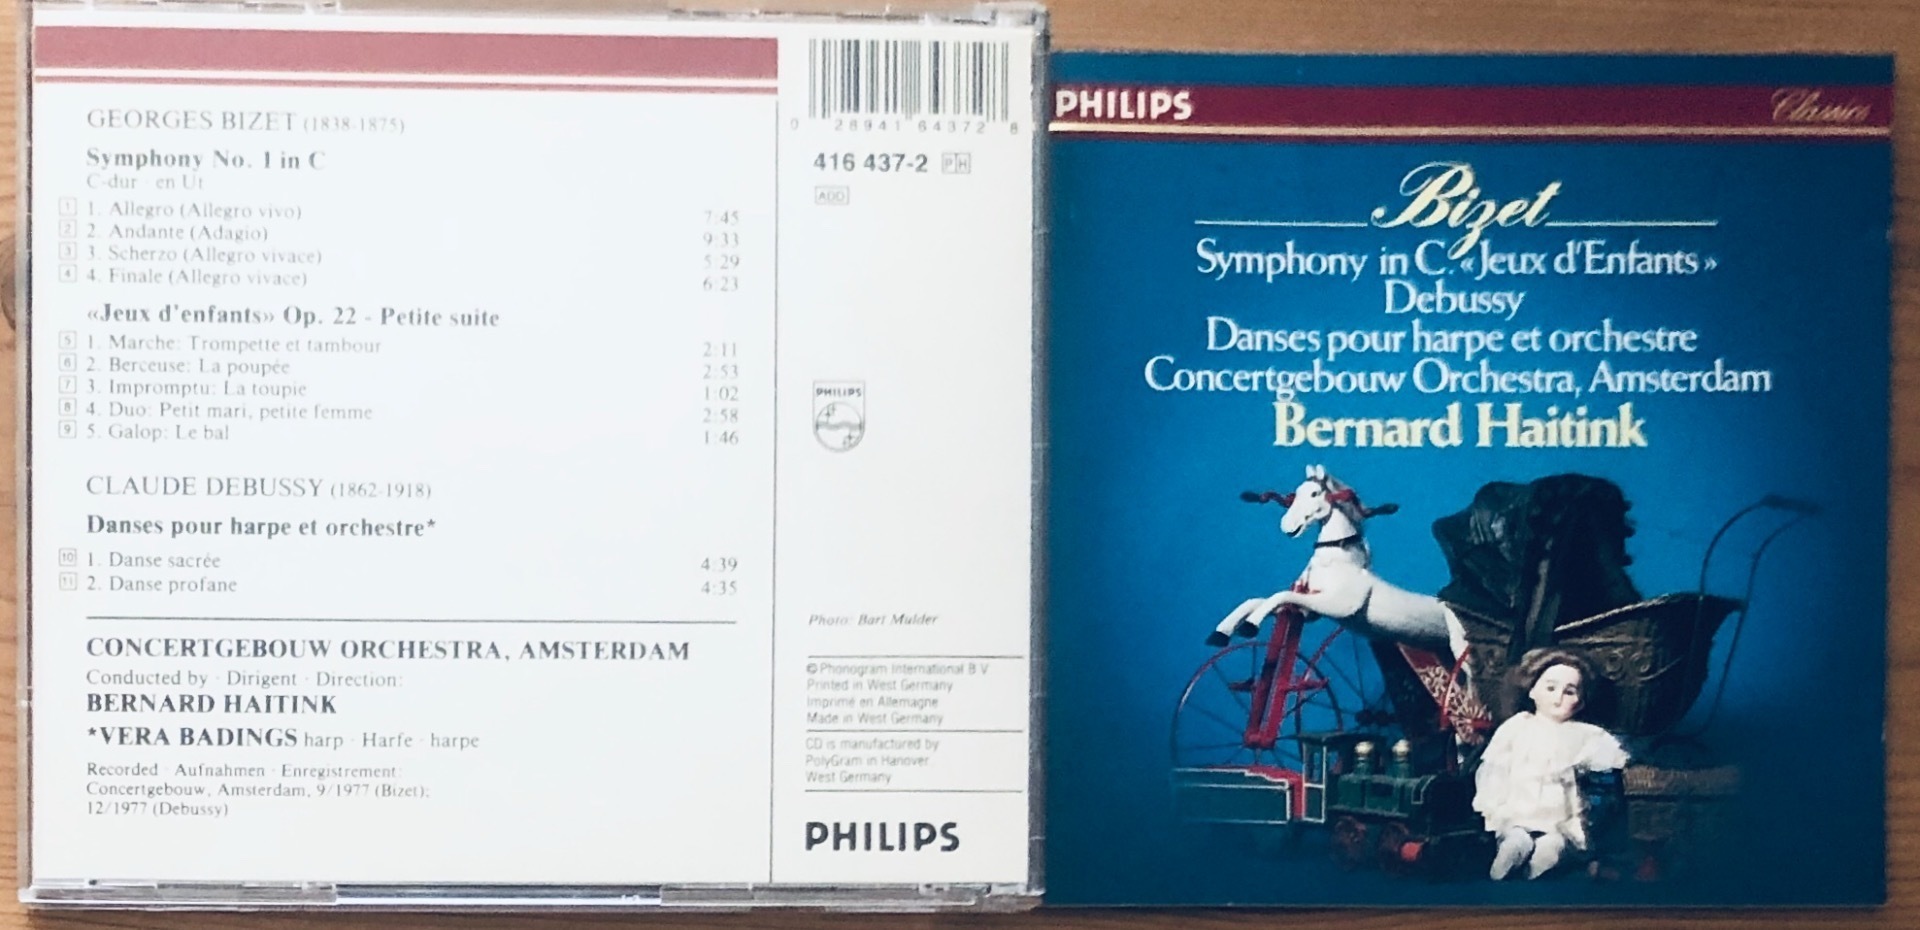 GEORGES BIZET (1838-1875)
Symphony No. 1 in C
C-dur · en Ut
1 1. Allegro (Allegro vivo) 7:45
2 2. Andante (Adagio) 9:33
3 3. Scherzo (Allegro vivace) 5:29
4 4. Finale (Allegro vivace) 6:23
«Jeux d'enfants» Op. 22 - Petite suite
5 1. Marche: Trompette et tambour 2:11
6 2. Berceuse: La poupée 2:53
7 3. Impromptu: La toupie 1:02
8 4. Duo: Petit mari, petite femme 2:58
9 5. Galop: Le bal 1:46
CLAUDE DEBUSSY (1862-1918)
Danses pour harpe et orchestre*
10 1. Danse sacrée 4:39
11 2. Danse profane 4:35
CONCERTGEBOUW ORCHESTRA, AMSTERDAM
Conducted by · Dirigent · Direction:
BERNARD HAITINK
*VERA BADINGS harp · Harfe · harpe
Recorded · Aufnahmen · Enregistrement:
Concertgebouw, Amsterdam, 9/1977 (Bizet);
12/1977 (Debussy)
0 28941 64372 8
416 437-2 PH
ADD
PHILIPS
Photo: Bart Mulder
© Phonogram International B.V.
Printed in West Germany
Imprimé en Allemagne
Made in West Germany
CD is manufactured by
PolyGram in Hanover
West Germany
PHILIPS
PHILIPS Classics
Bizet
Symphony in C. «Jeux d'Enfants»
Debussy
Danses pour harpe et orchestre
Concertgebouw Orchestra, Amsterdam
Bernard Haitink